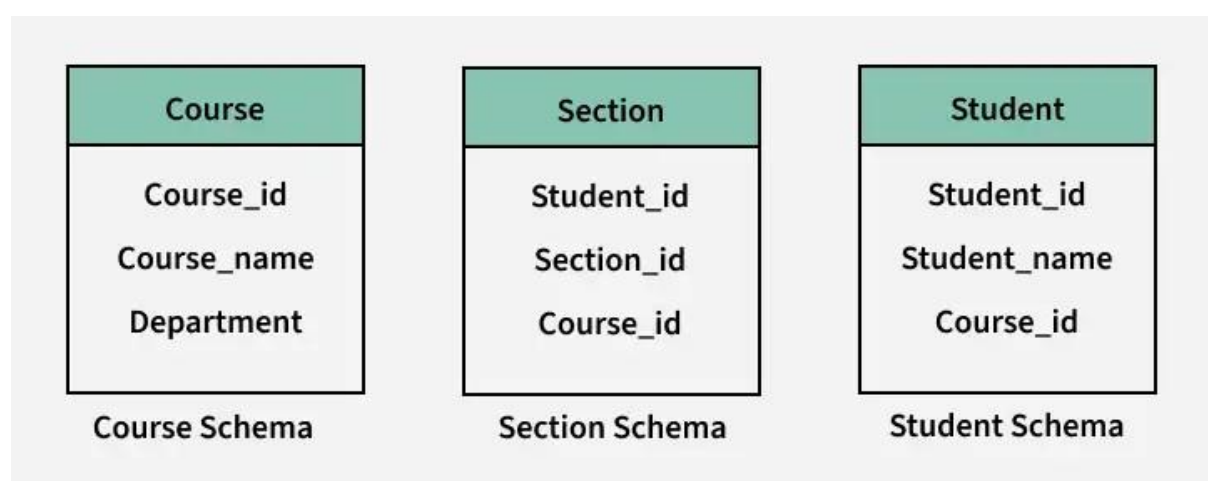 Course
Course_id
Course_name
Department
Course Schema
Section
Student_id
Section_id
Course_id
Section Schema
Student
Student_id
Student_name
Course_id
Student Schema